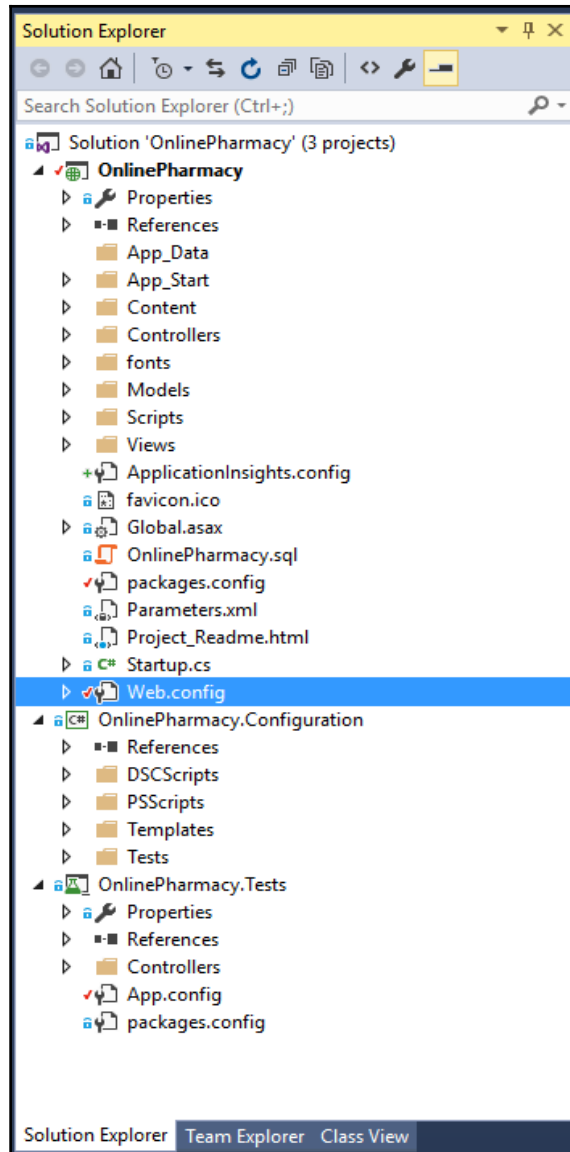 Solution Explorer
Search Solution Explorer (Ctrl+;)
Solution 'OnlinePharmacy' (3 projects)
OnlinePharmacy
Properties
References
App_Data
App_Start
Content
Controllers
fonts
Models
Scripts
Views
ApplicationInsights.config
favicon.ico
Global.asax
OnlinePharmacy.sql
packages.config
Parameters.xml
Project_Readme.html
C# Startup.cs
Web.config
C# OnlinePharmacy.Configuration
References
DSCScripts
PSScripts
Templates
Tests
OnlinePharmacy.Tests
Properties
References
Controllers
App.config
packages.config
Solution Explorer Team Explorer Class View